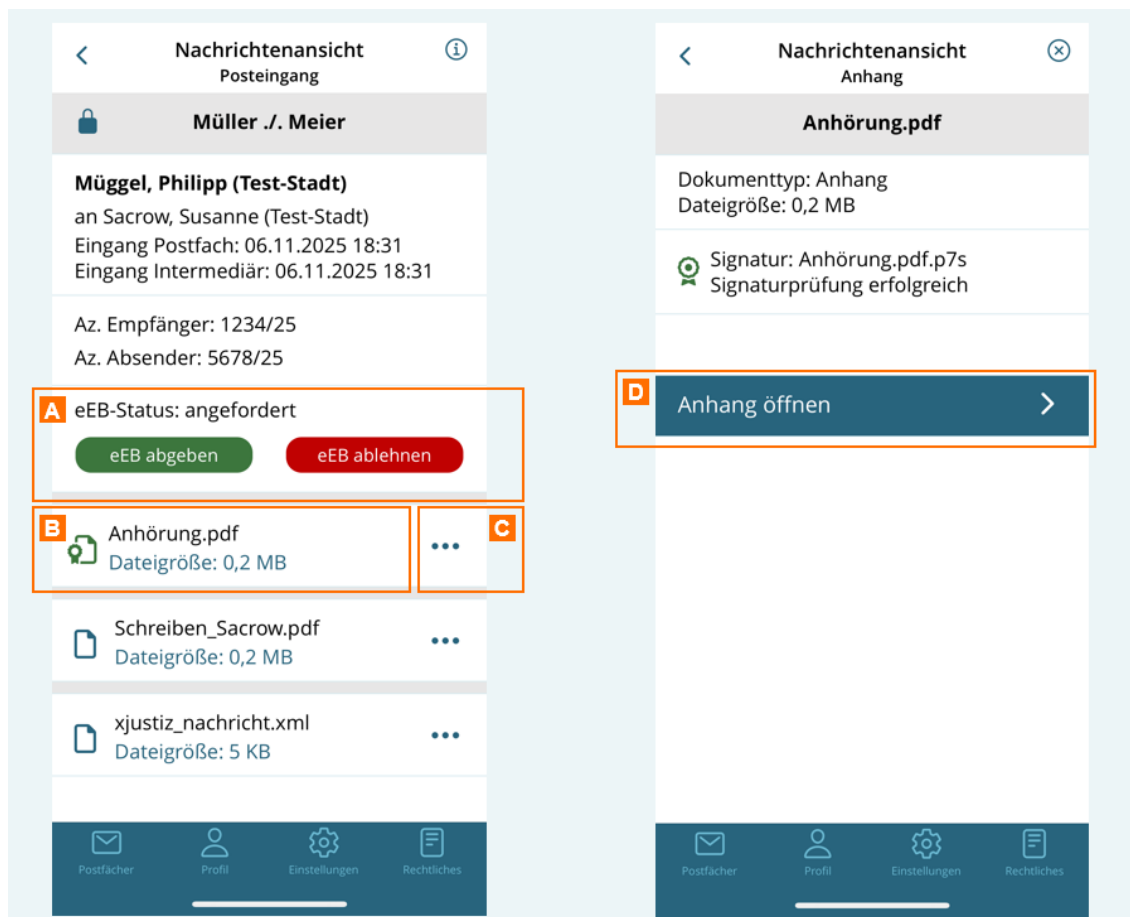 Nachrichtenansicht
Posteingang
Müller ./. Meier
Müggel, Philipp (Test-Stadt)
an Sacrow, Susanne (Test-Stadt)
Eingang Postfach: 06.11.2025 18:31
Eingang Intermediär: 06.11.2025 18:31
Az. Empfänger: 1234/25
Az. Absender: 5678/25
A
eEB-Status: angefordert
eEB abgeben
eEB ablehnen
B
Anhörung.pdf
Dateigröße: 0,2 MB
C
Schreiben_Sacrow.pdf
Dateigröße: 0,2 MB
xjustiz_nachricht.xml
Dateigröße: 5 KB
Postfächer Profil Einstellungen Rechtliches
Nachrichtenansicht
Anhang
Anhörung.pdf
Dokumenttyp: Anhang
Dateigröße: 0,2 MB
Signatur: Anhörung.pdf.p7s
Signaturprüfung erfolgreich
D
Anhang öffnen
Postfächer Profil Einstellungen Rechtliches